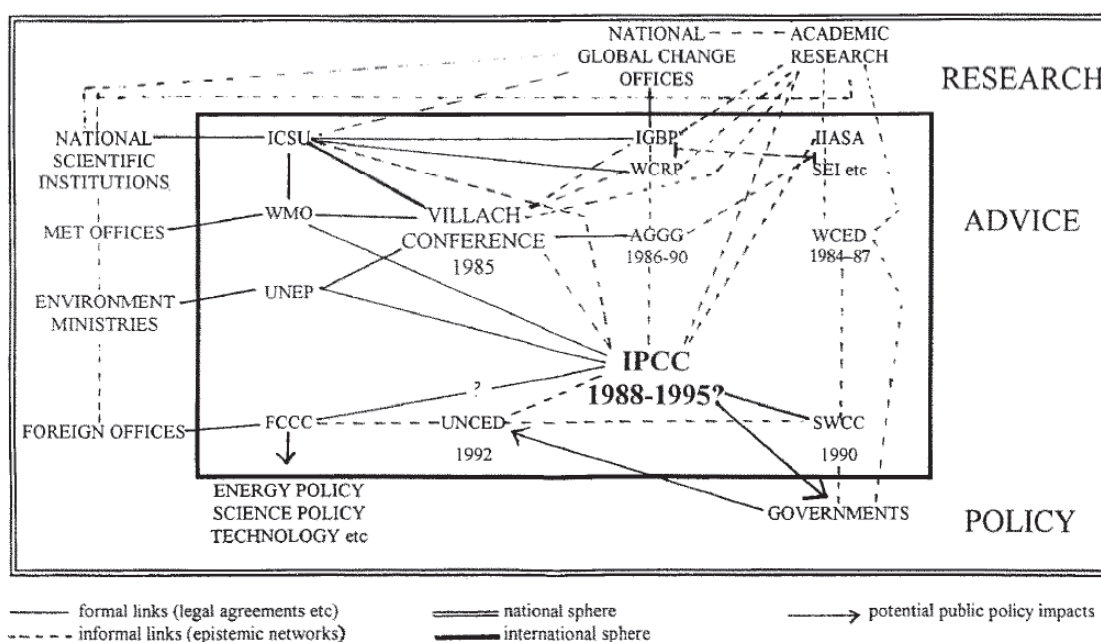 NATIONAL
GLOBAL CHANGE
OFFICES
ACADEMIC
RESEARCH
RESEARCH
NATIONAL
SCIENTIFIC
INSTITUTIONS
ICSU
IGBP
WCRP
IIASA
SEI etc
MET OFFICES
WMO
VILLACH
CONFERENCE
1985
AGGG
1986-90
WCED
1984–87
ADVICE
ENVIRONMENT
MINISTRIES
UNEP
IPCC
1988-1995?
?
FOREIGN OFFICES
FCCC
UNCED
1992
SWCC
1990
ENERGY POLICY
SCIENCE POLICY
TECHNOLOGY etc
GOVERNMENTS
POLICY
formal links (legal agreements etc)
informal links (epistemic networks)
national sphere
international sphere
potential public policy impacts